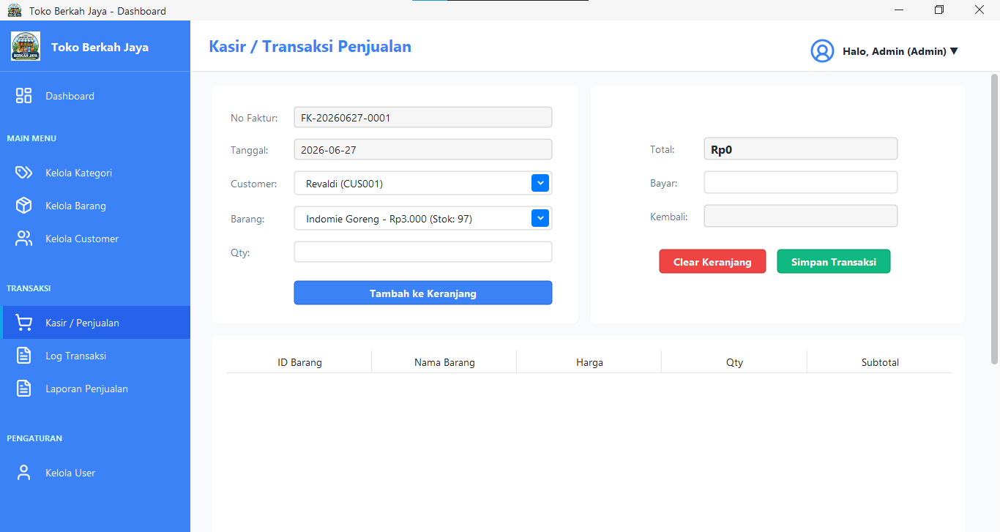 Toko Berkah Jaya - Dashboard
BERKAH JAYA
Toko Berkah Jaya
Kasir / Transaksi Penjualan
Halo, Admin (Admin) ▼
Dashboard
MAIN MENU
Kelola Kategori
Kelola Barang
Kelola Customer
TRANSAKSI
Kasir / Penjualan
Log Transaksi
Laporan Penjualan
PENGATURAN
Kelola User
No Faktur: FK-20260627-0001
Tanggal: 2026-06-27
Customer: Revaldi (CUS001)
Barang: Indomie Goreng - Rp3.000 (Stok: 97)
Qty:
Tambah ke Keranjang
Total: Rp0
Bayar:
Kembali:
Clear Keranjang Simpan Transaksi
ID Barang Nama Barang Harga Qty Subtotal